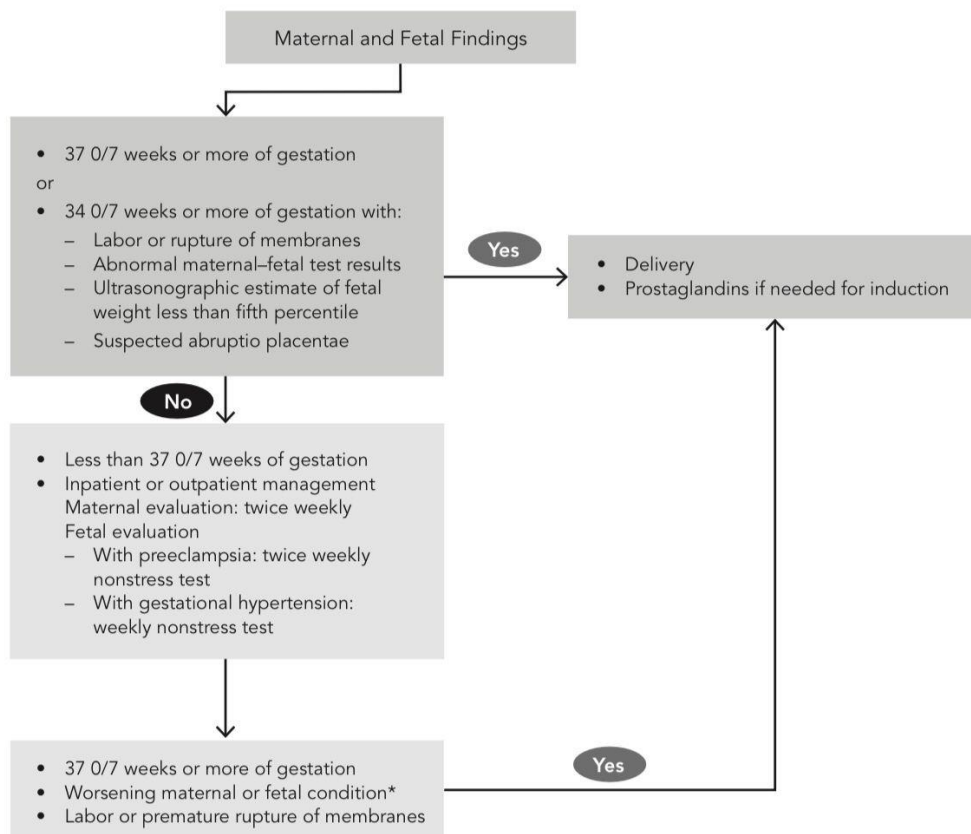 Maternal and Fetal Findings
• 37 0/7 weeks or more of gestation
or
• 34 0/7 weeks or more of gestation with:
– Labor or rupture of membranes
– Abnormal maternal–fetal test results
– Ultrasonographic estimate of fetal
weight less than fifth percentile
– Suspected abruptio placentae
Yes
• Delivery
• Prostaglandins if needed for induction
No
• Less than 37 0/7 weeks of gestation
• Inpatient or outpatient management
Maternal evaluation: twice weekly
Fetal evaluation
– With preeclampsia: twice weekly
nonstress test
– With gestational hypertension:
weekly nonstress test
• 37 0/7 weeks or more of gestation
• Worsening maternal or fetal condition*
• Labor or premature rupture of membranes
Yes